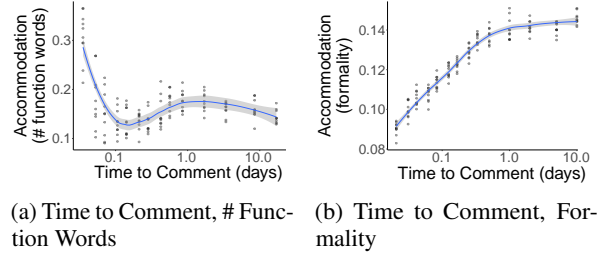 Accommodation
(# function words)
0.3
0.2
0.1
0.1
1.0
10.0
Time to Comment (days)
Accommodation
(formality)
0.14
0.12
0.10
0.08
0.1
1.0
10.0
Time to Comment (days)
(a) Time to Comment, # Func-
tion Words
(b) Time to Comment, For-
mality